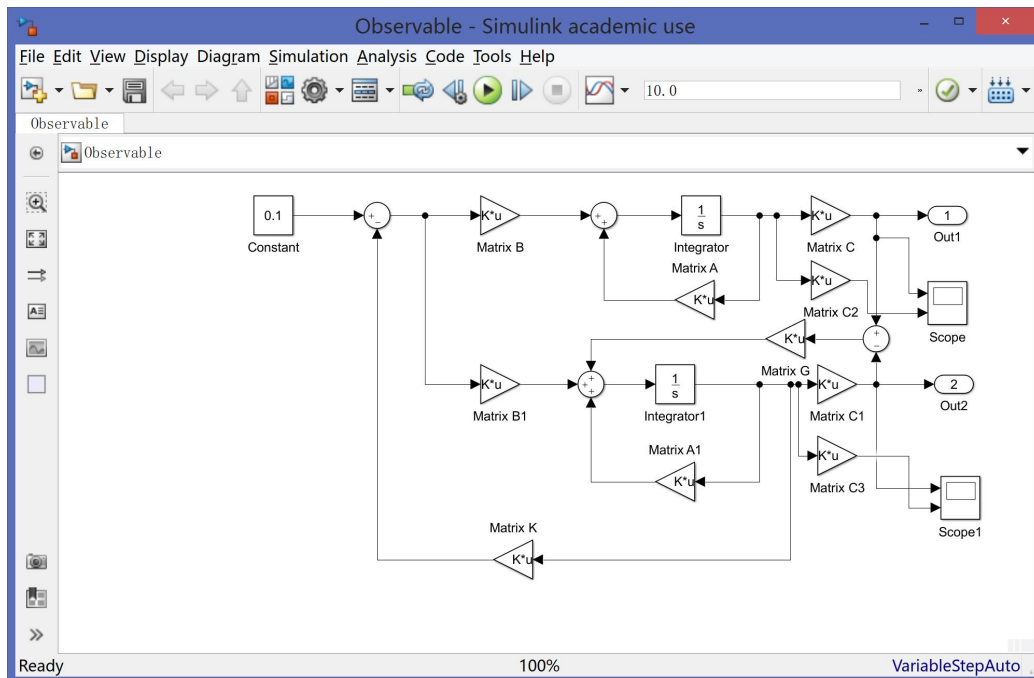 Observable - Simulink academic use
File Edit View Display Diagram Simulation Analysis Code Tools Help
10.0
»
Observable
Observable
0.1
Constant
+
−
K*u
Matrix B
+
+
1
s
Integrator
K*u
Matrix C
1
Out1
Matrix A
K*u
K*u
Matrix C2
Scope
K*u
Matrix G
+
−
K*u
Matrix B1
+
+
+
1
s
Integrator1
K*u
Matrix C1
2
Out2
Matrix A1
K*u
K*u
Matrix C3
Scope1
Matrix K
K*u
Ready
100%
VariableStepAuto